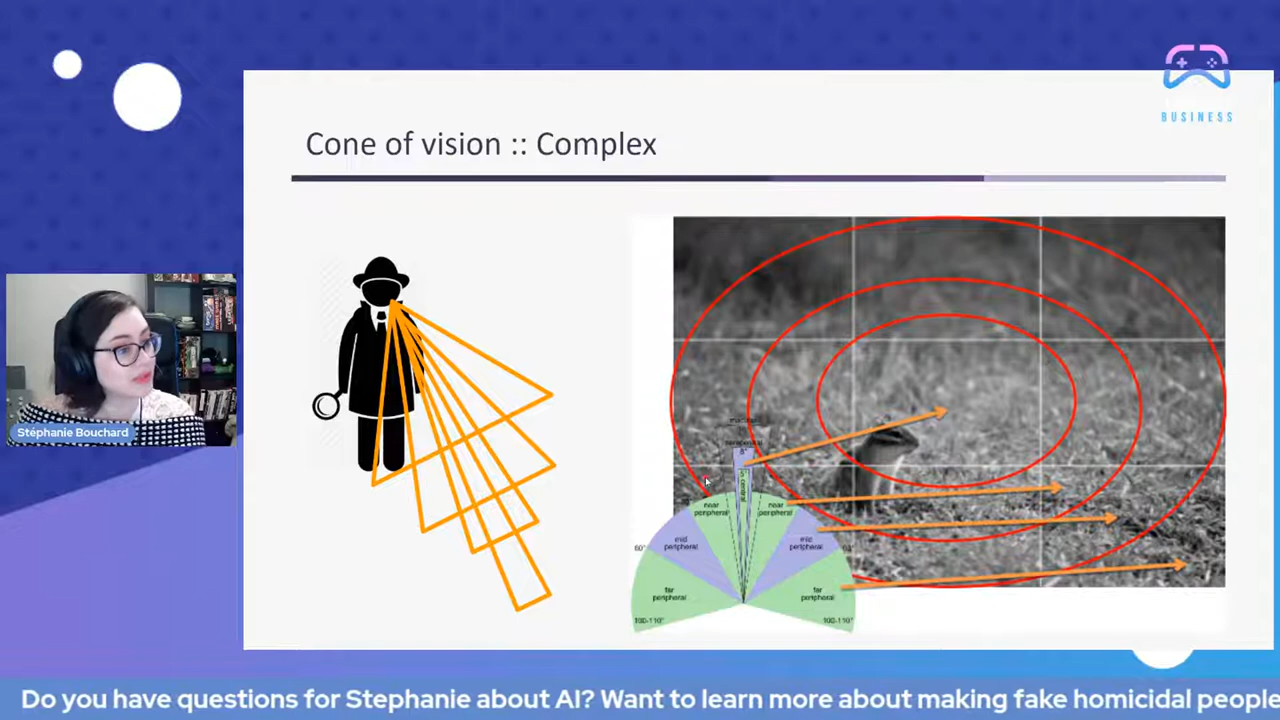 BUSINESS
Cone of vision :: Complex
Stéphanie Bouchard
near
peripheral
near
peripheral
mid
peripheral
mid
peripheral
60°
far
peripheral
far
peripheral
100-110°
100-110°
Do you have questions for Stephanie about AI? Want to learn more about making fake homicidal people